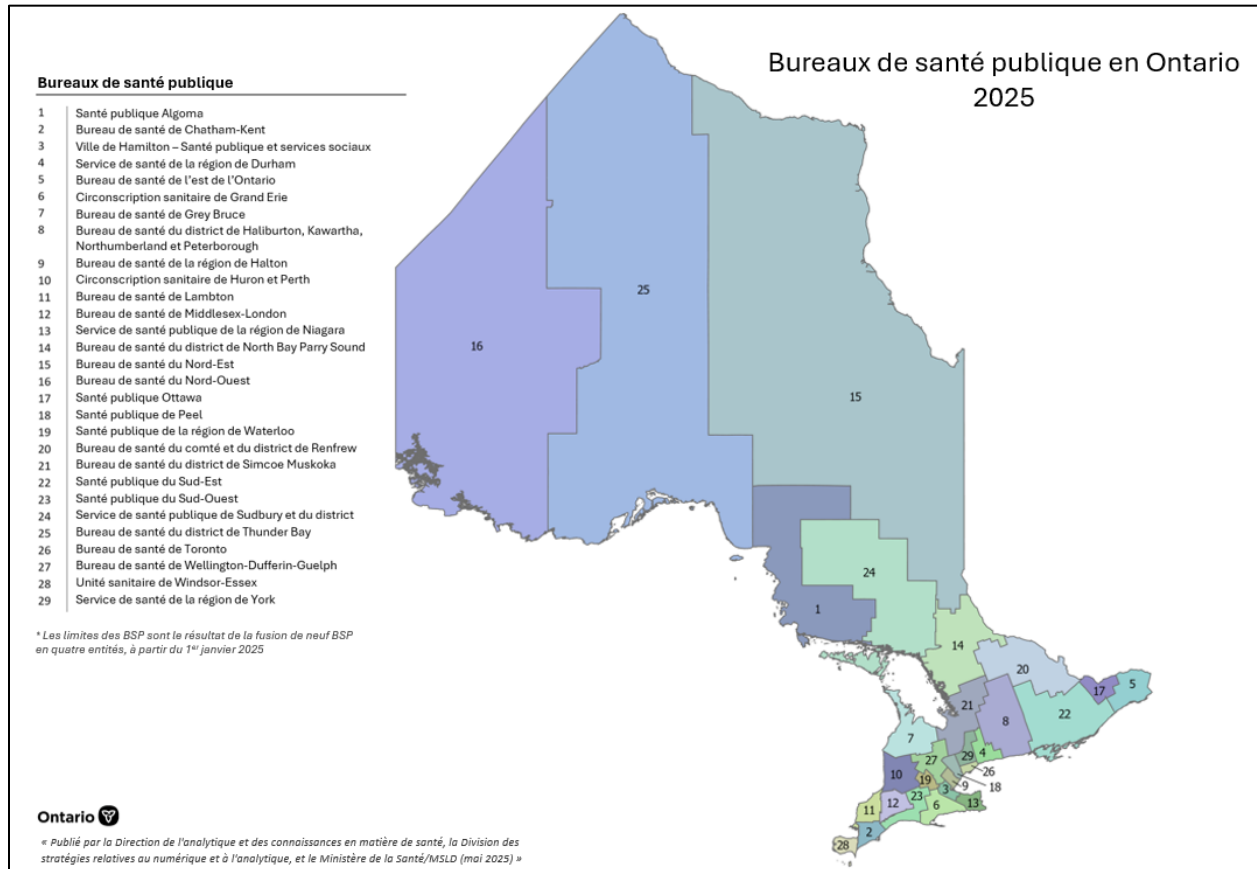 Bureaux de santé publique en Ontario
2025
Bureaux de santé publique
1 Santé publique Algoma
2 Bureau de santé de Chatham-Kent
3 Ville de Hamilton – Santé publique et services sociaux
4 Service de santé de la région de Durham
5 Bureau de santé de l'est de l'Ontario
6 Circonscription sanitaire de Grand Erie
7 Bureau de santé de Grey Bruce
8 Bureau de santé du district de Haliburton, Kawartha,
Northumberland et Peterborough
9 Bureau de santé de la région de Halton
10 Circonscription sanitaire de Huron et Perth
11 Bureau de santé de Lambton
12 Bureau de santé de Middlesex-London
13 Service de santé publique de la région de Niagara
14 Bureau de santé du district de North Bay Parry Sound
15 Bureau de santé du Nord-Est
16 Bureau de santé du Nord-Ouest
17 Santé publique Ottawa
18 Santé publique de Peel
19 Santé publique de la région de Waterloo
20 Bureau de santé du comté et du district de Renfrew
21 Bureau de santé du district de Simcoe Muskoka
22 Santé publique du Sud-Est
23 Santé publique du Sud-Ouest
24 Service de santé publique de Sudbury et du district
25 Bureau de santé du district de Thunder Bay
26 Bureau de santé de Toronto
27 Bureau de santé de Wellington-Dufferin-Guelph
28 Unité sanitaire de Windsor-Essex
29 Service de santé de la région de York
* Les limites des BSP sont le résultat de la fusion de neuf BSP
en quatre entités, à partir du 1er janvier 2025
16
25
15
24
1
14
20
17
5
21
8
22
7
27
29
4
26
10
19
9
18
23
3
12
6
13
11
2
28
Ontario
« Publié par la Direction de l'analytique et des connaissances en matière de santé, la Division des
stratégies relatives au numérique et à l'analytique, et le Ministère de la Santé/MSLD (mai 2025) »